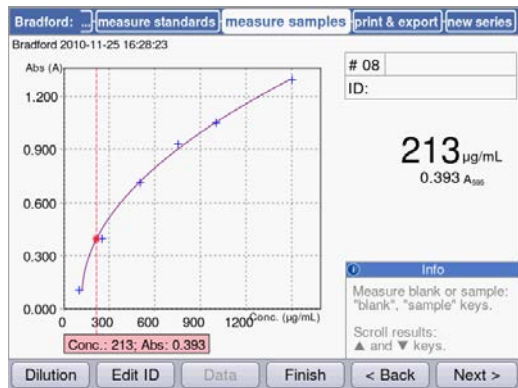 Bradford: ... measure standards measure samples print & export new series
Bradford 2010-11-25 16:28:23
Abs (A)
# 08
ID:
1.200
0.900
0.600
0.300
0.000
213 µg/mL
0.393 A595
0 300 600 900 1200 Conc. (µg/mL)
Conc.: 213; Abs: 0.393
Info
Measure blank or sample:
"blank", "sample" keys.
Scroll results:
▲ and ▼ keys.
Dilution Edit ID Data Finish < Back Next >